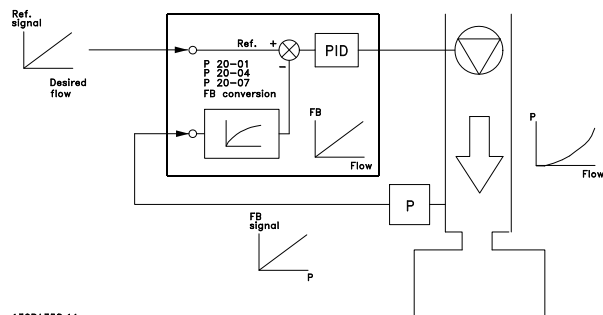 Ref.
signal
Desired
flow
Ref.
+
-
PID
P 20-01
P 20-04
P 20-07
FB conversion
FB
Flow
P
Flow
P
FB
signal
P